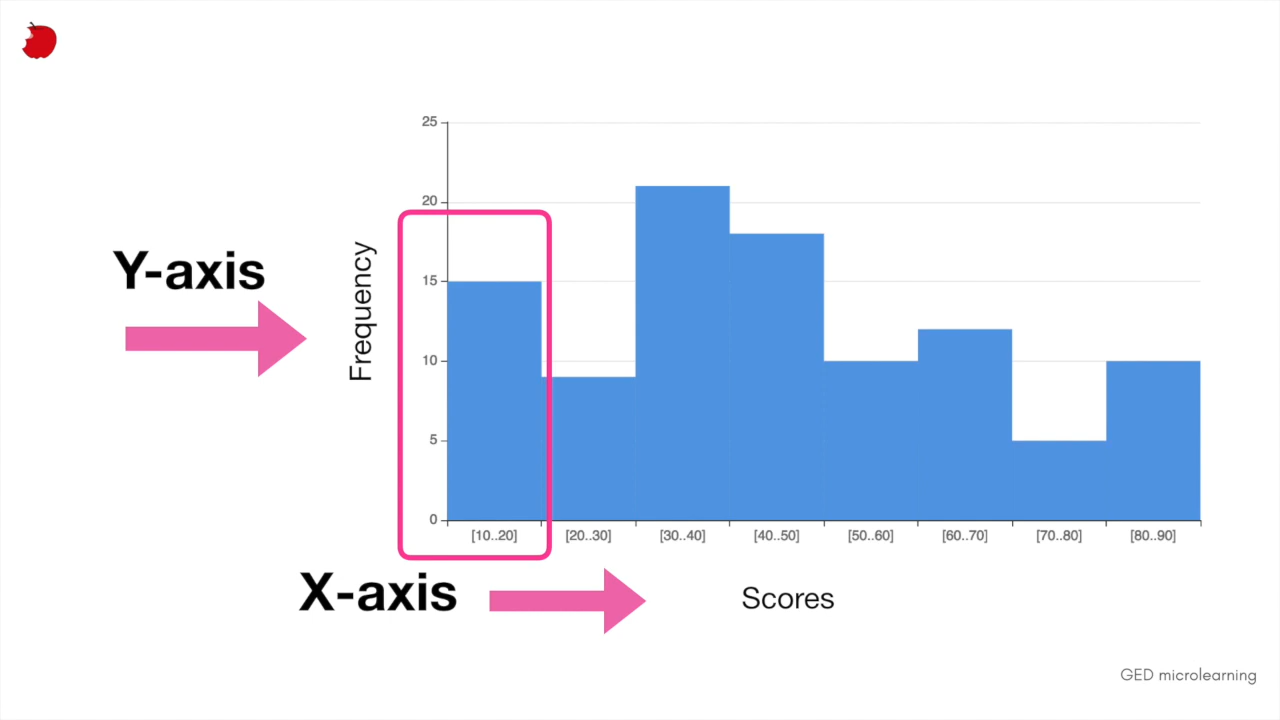 25
20
Y-axis
Frequency
15
10
5
0
[10..20] [20..30] [30..40] [40..50] [50..60] [60..70] [70..80] [80..90]
X-axis
Scores
GED microlearning